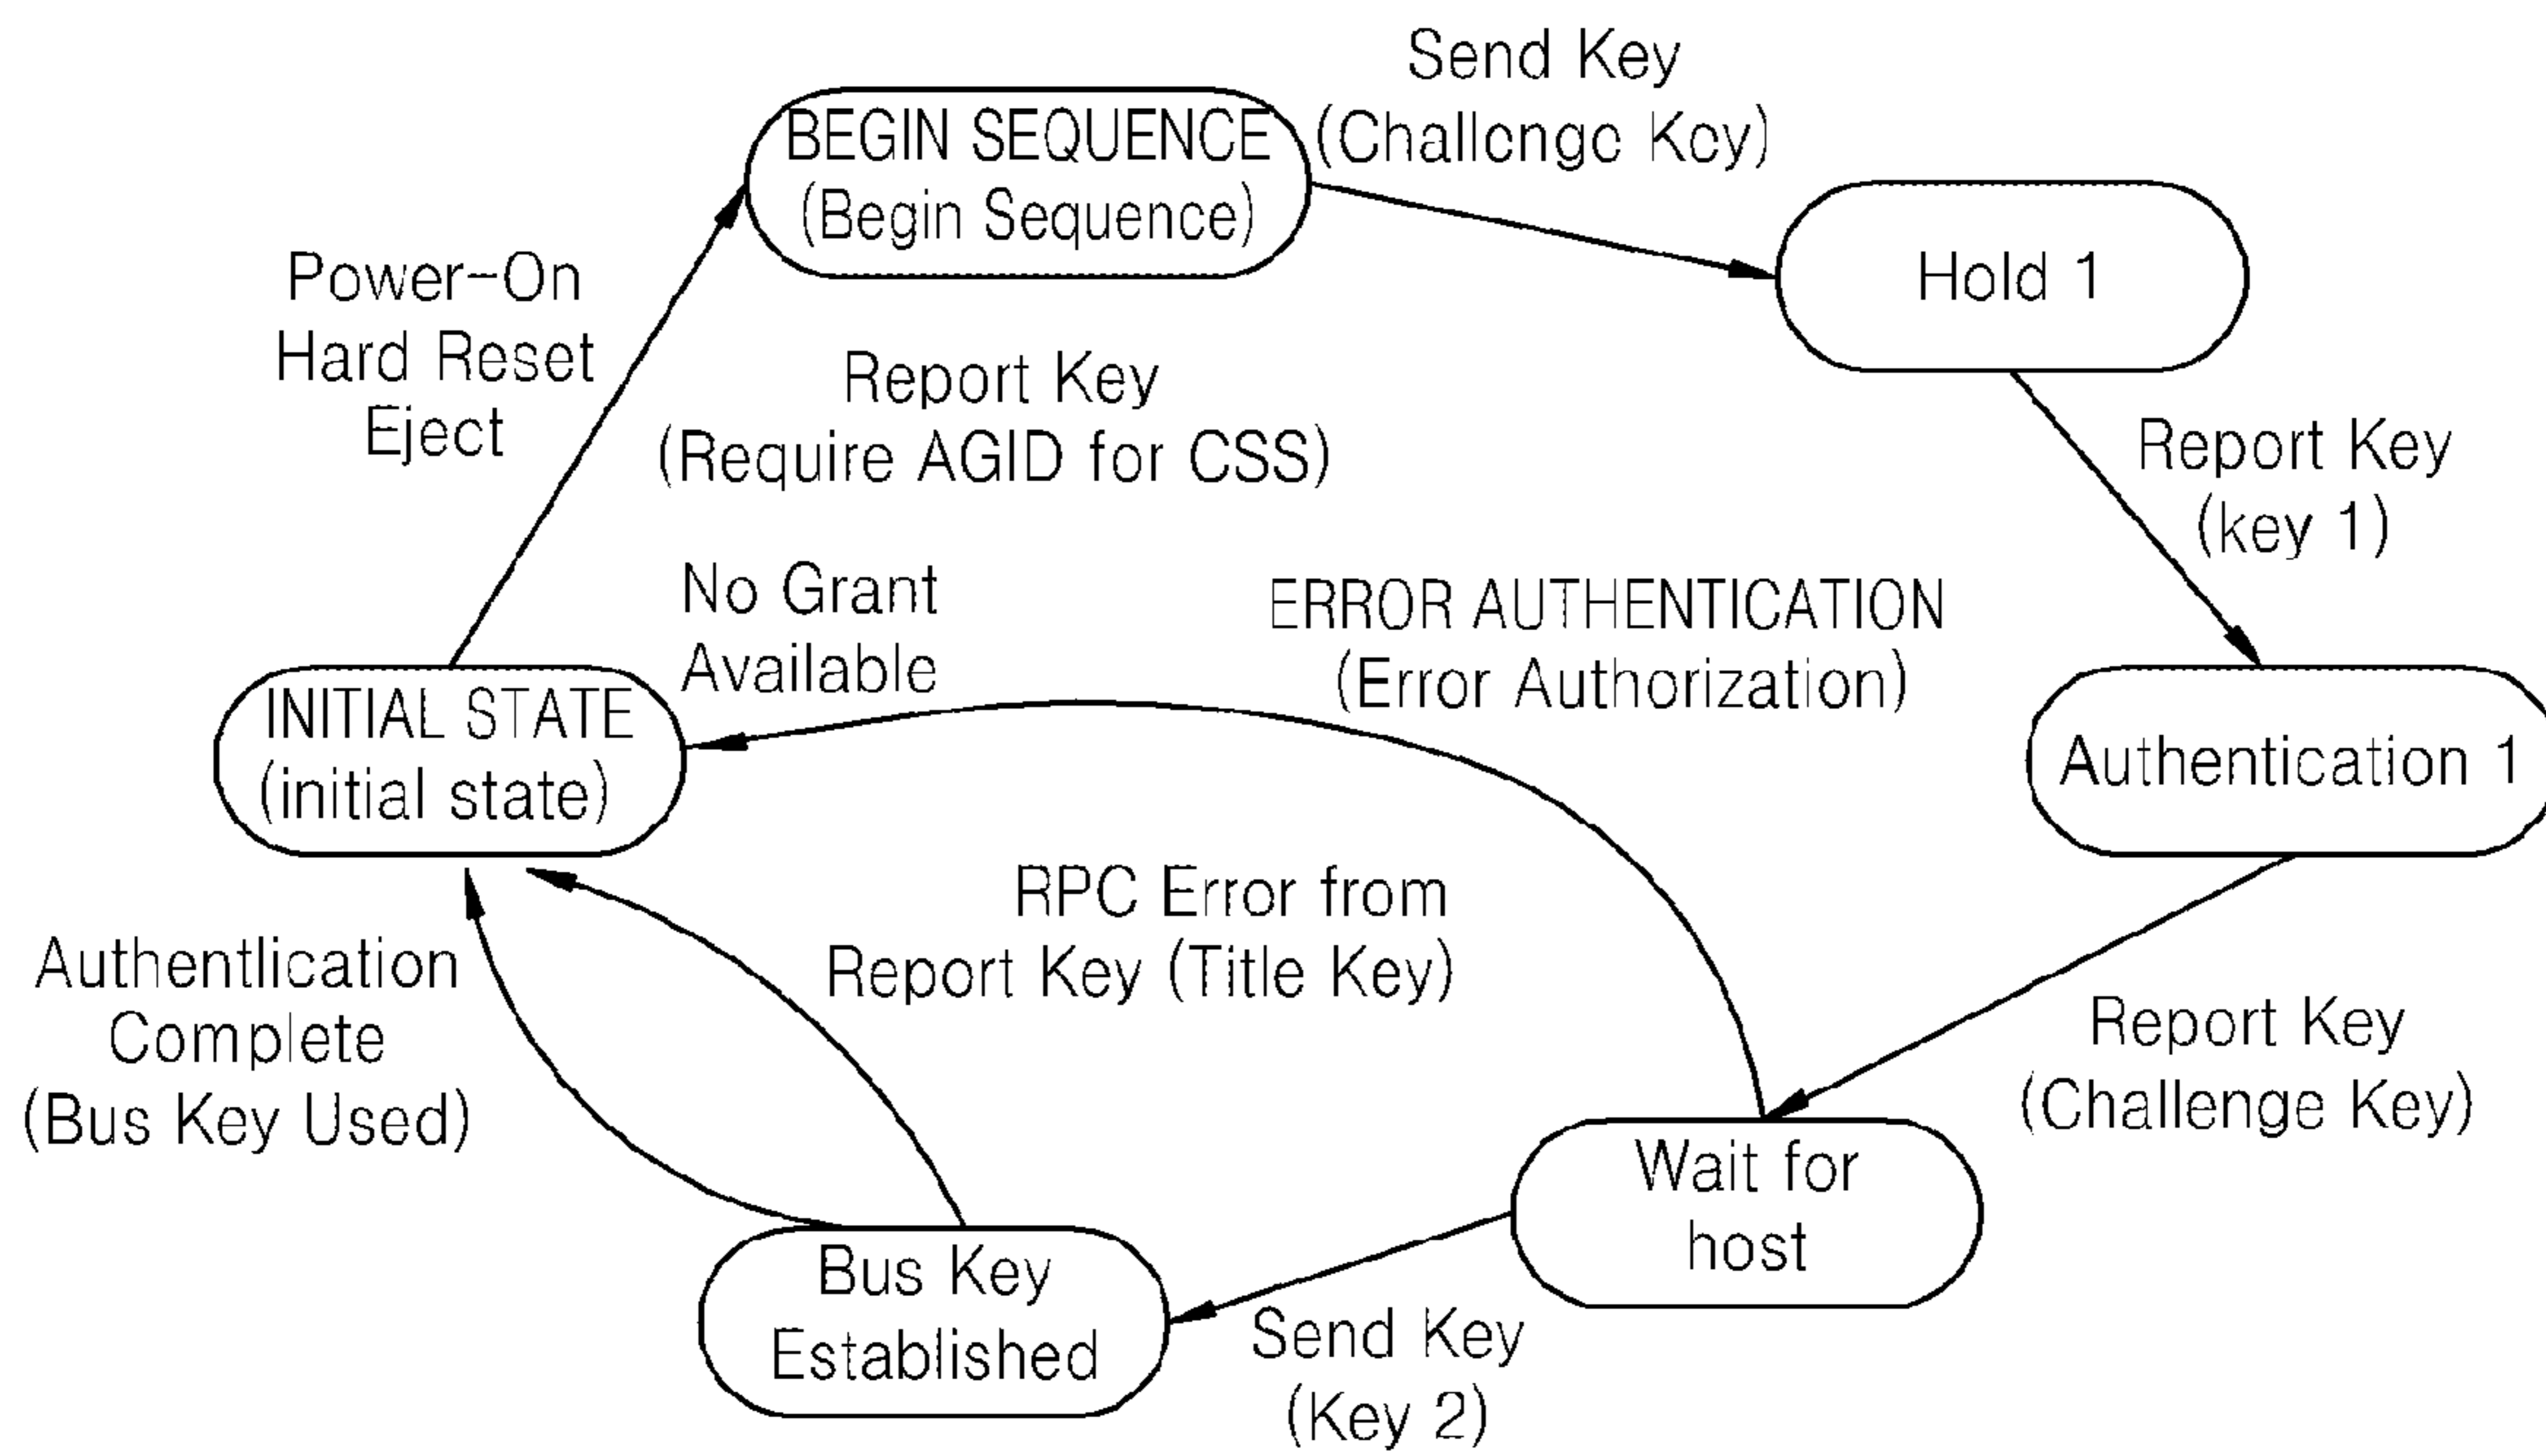 Send Key
(Challenge Key)
BEGIN SEQUENCE
(Begin Sequence)
Hold 1
Power-On
Hard Reset
Eject
Report Key
(Require AGID for CSS)
Report Key
(key 1)
No Grant
Available
ERROR AUTHENTICATION
(Error Authorization)
INITIAL STATE
(initial state)
Authentication 1
RPC Error from
Report Key (Title Key)
Authentlication
Complete
(Bus Key Used)
Report Key
(Challenge Key)
Wait for
host
Bus Key
Established
Send Key
(Key 2)